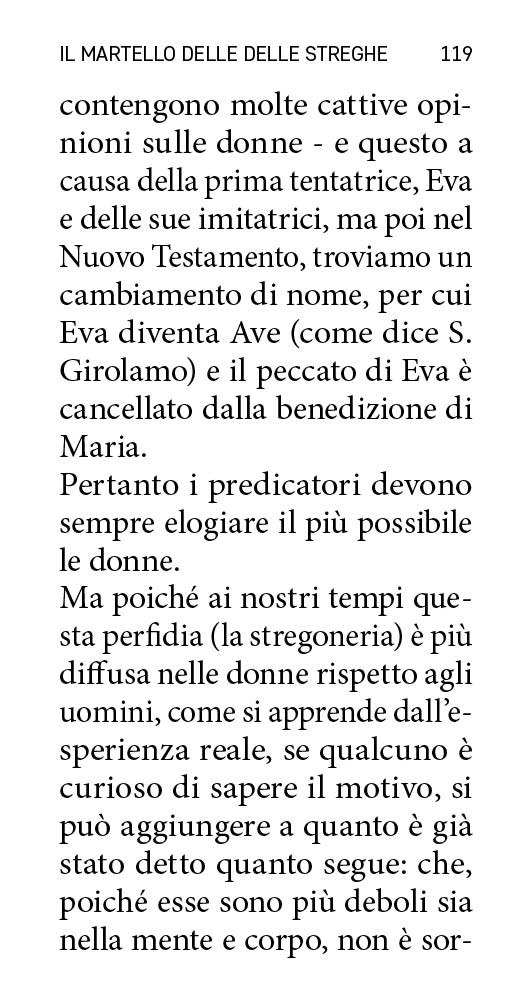 IL MARTELLO DELLE DELLE STREGHE 119
contengono molte cattive opi-
nioni sulle donne - e questo a
causa della prima tentatrice, Eva
e delle sue imitatrici, ma poi nel
Nuovo Testamento, troviamo un
cambiamento di nome, per cui
Eva diventa Ave (come dice S.
Girolamo) e il peccato di Eva è
cancellato dalla benedizione di
Maria.
Pertanto i predicatori devono
sempre elogiare il più possibile
le donne.
Ma poiché ai nostri tempi que-
sta perfidia (la stregoneria) è più
diffusa nelle donne rispetto agli
uomini, come si apprende dall'e-
sperienza reale, se qualcuno è
curioso di sapere il motivo, si
può aggiungere a quanto è già
stato detto quanto segue: che,
poiché esse sono più deboli sia
nella mente e corpo, non è sor-